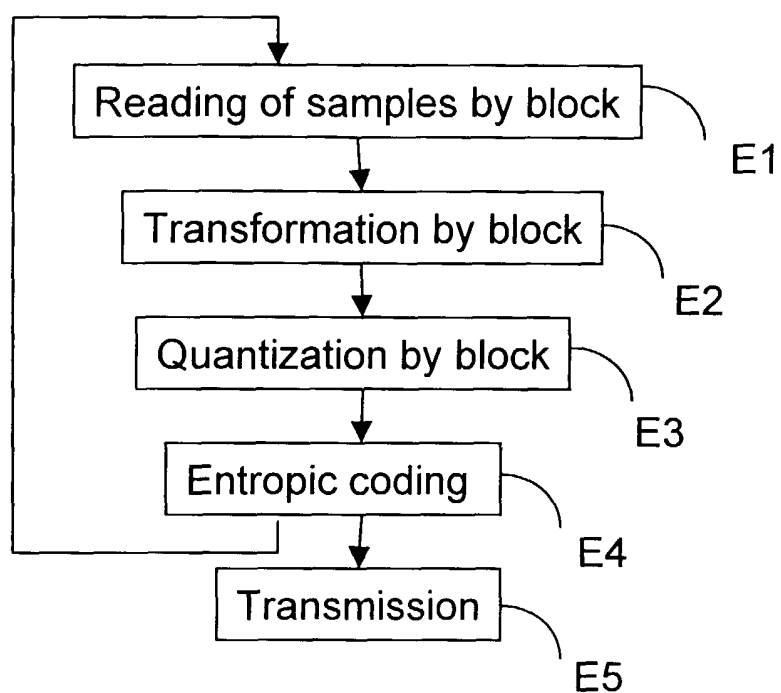 Reading of samples by block
E1
Transformation by block
E2
Quantization by block
E3
Entropic coding
E4
Transmission
E5